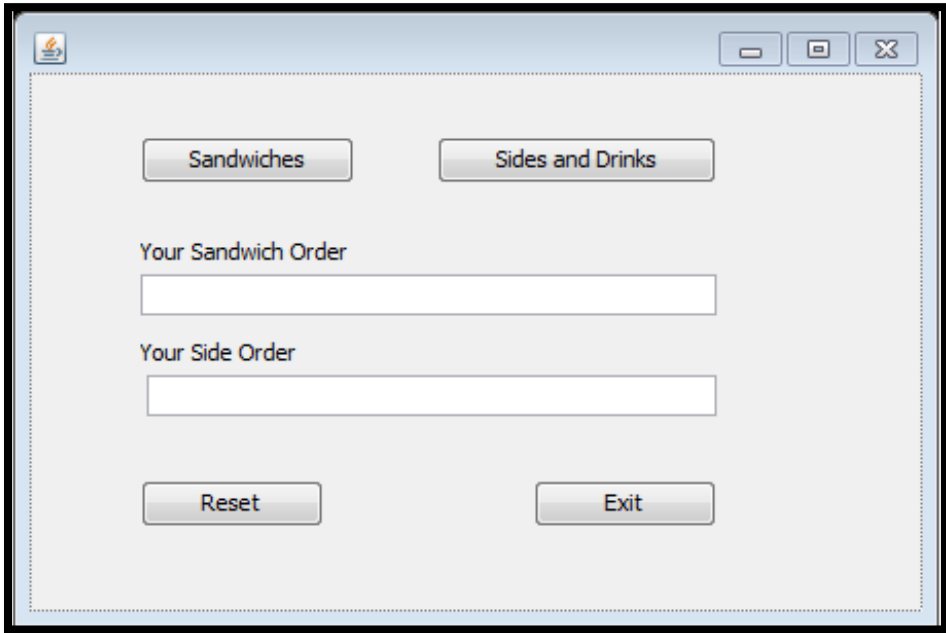 Sandwiches
Sides and Drinks
Your Sandwich Order
Your Side Order
Reset
Exit